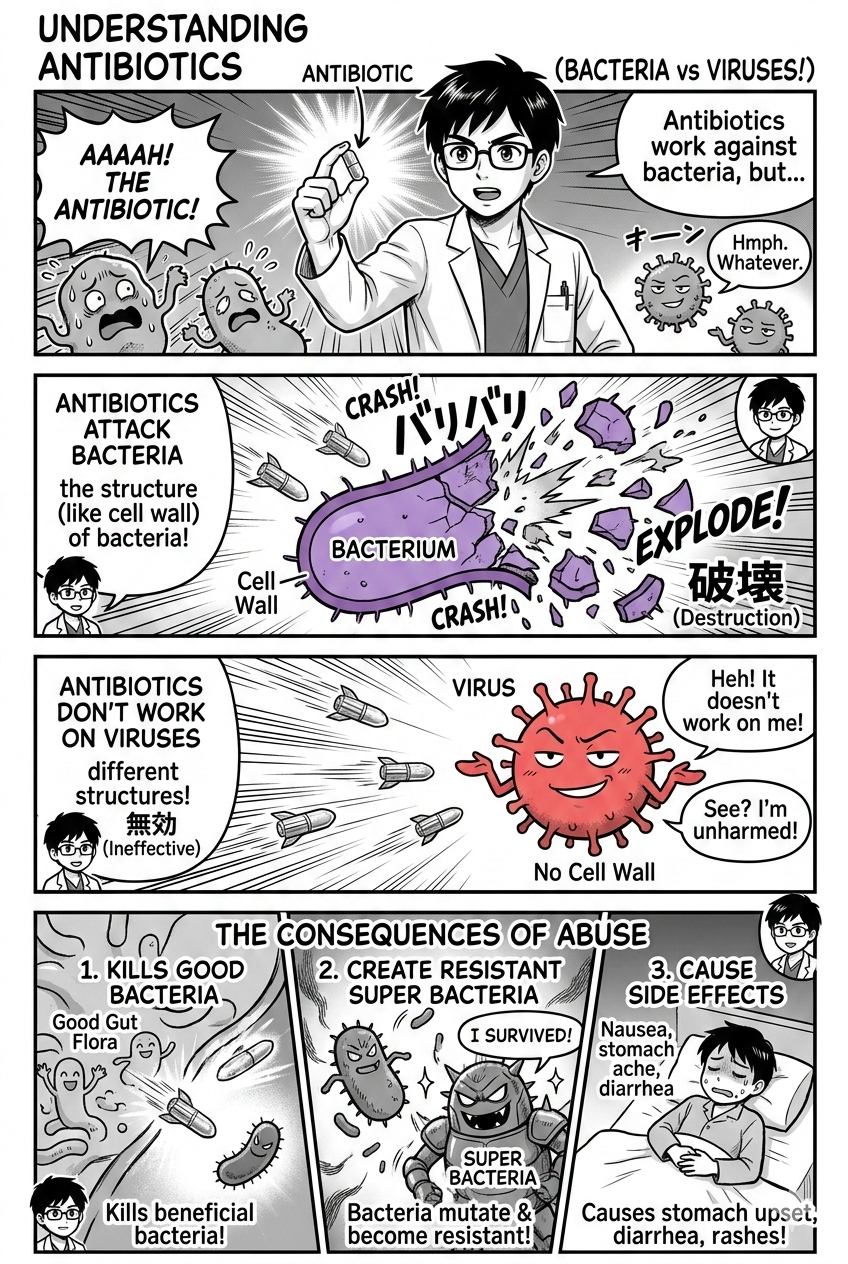 UNDERSTANDING
ANTIBIOTICS
ANTIBIOTIC
(BACTERIA vs VIRUSES!)
AAAAH!
THE
ANTIBIOTIC!
Antibiotics
work against
bacteria, but...
オーン
Hmph.
Whatever.
ANTIBIOTICS
ATTACK
BACTERIA
the structure
(like cell wall)
of bacteria!
CRASH!
バリバリ
BACTERIUM
Cell
Wall
CRASH!
EXPLODE!
破壊
(Destruction)
ANTIBIOTICS
DON'T WORK
ON VIRUSES
different
structures!
無効
(Ineffective)
VIRUS
Heh! It
doesn't
work on me!
See? I'm
unharmed!
No Cell Wall
THE CONSEQUENCES OF ABUSE
1. KILLS GOOD
BACTERIA
Good Gut
Flora
Kills beneficial
bacteria!
2. CREATE RESISTANT
SUPER BACTERIA
I SURVIVED!
SUPER
BACTERIA
Bacteria mutate &
become resistant!
3. CAUSE
SIDE EFFECTS
Nausea,
stomach
ache,
diarrhea
Causes stomach upset,
diarrhea, rashes!